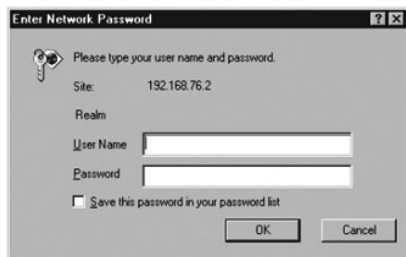 Enter Network Password
Please type your user name and password.
Site: 192.168.76.2
Realm
User Name
Password
Save this password in your password list
OK Cancel